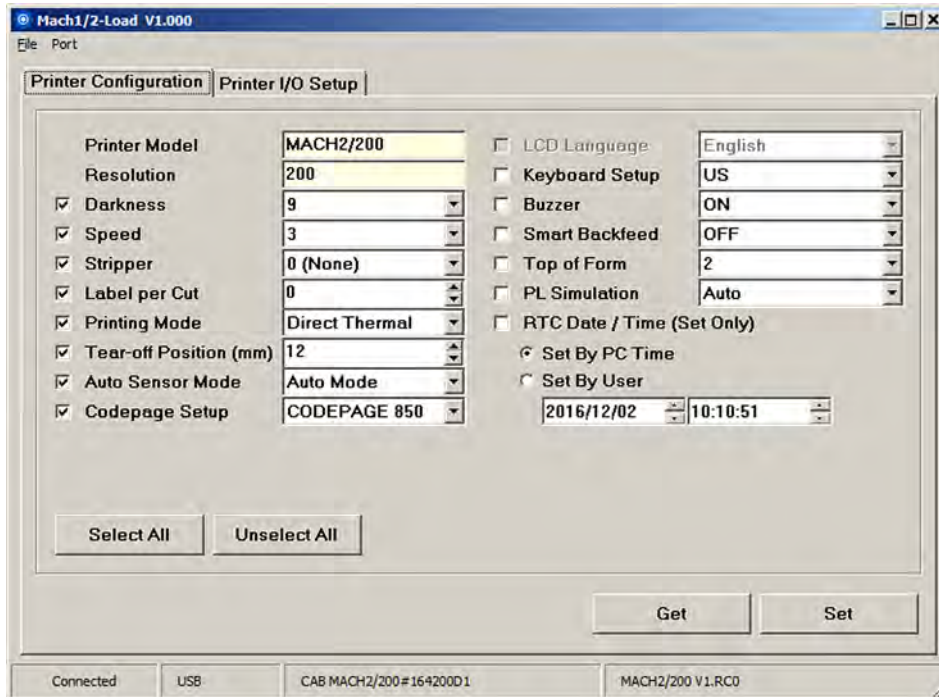 Mach1/2-Load V1.000
File Port
Printer Configuration Printer I/O Setup
Printer Model MACH2/200
Resolution 200
Darkness 9
Speed 3
Stripper 0 (None)
Label per Cut 0
Printing Mode Direct Thermal
Tear-off Position (mm) 12
Auto Sensor Mode Auto Mode
Codepage Setup CODEPAGE 850
LCD Language English
Keyboard Setup US
Buzzer ON
Smart Backfeed OFF
Top of Form 2
PL Simulation Auto
RTC Date / Time (Set Only)
Set By PC Time
Set By User
2016/12/02 10:10:51
Select All Unselect All
Get Set
Connected USB CAB MACH2/200#164200D1 MACH2/200 V1.RC0